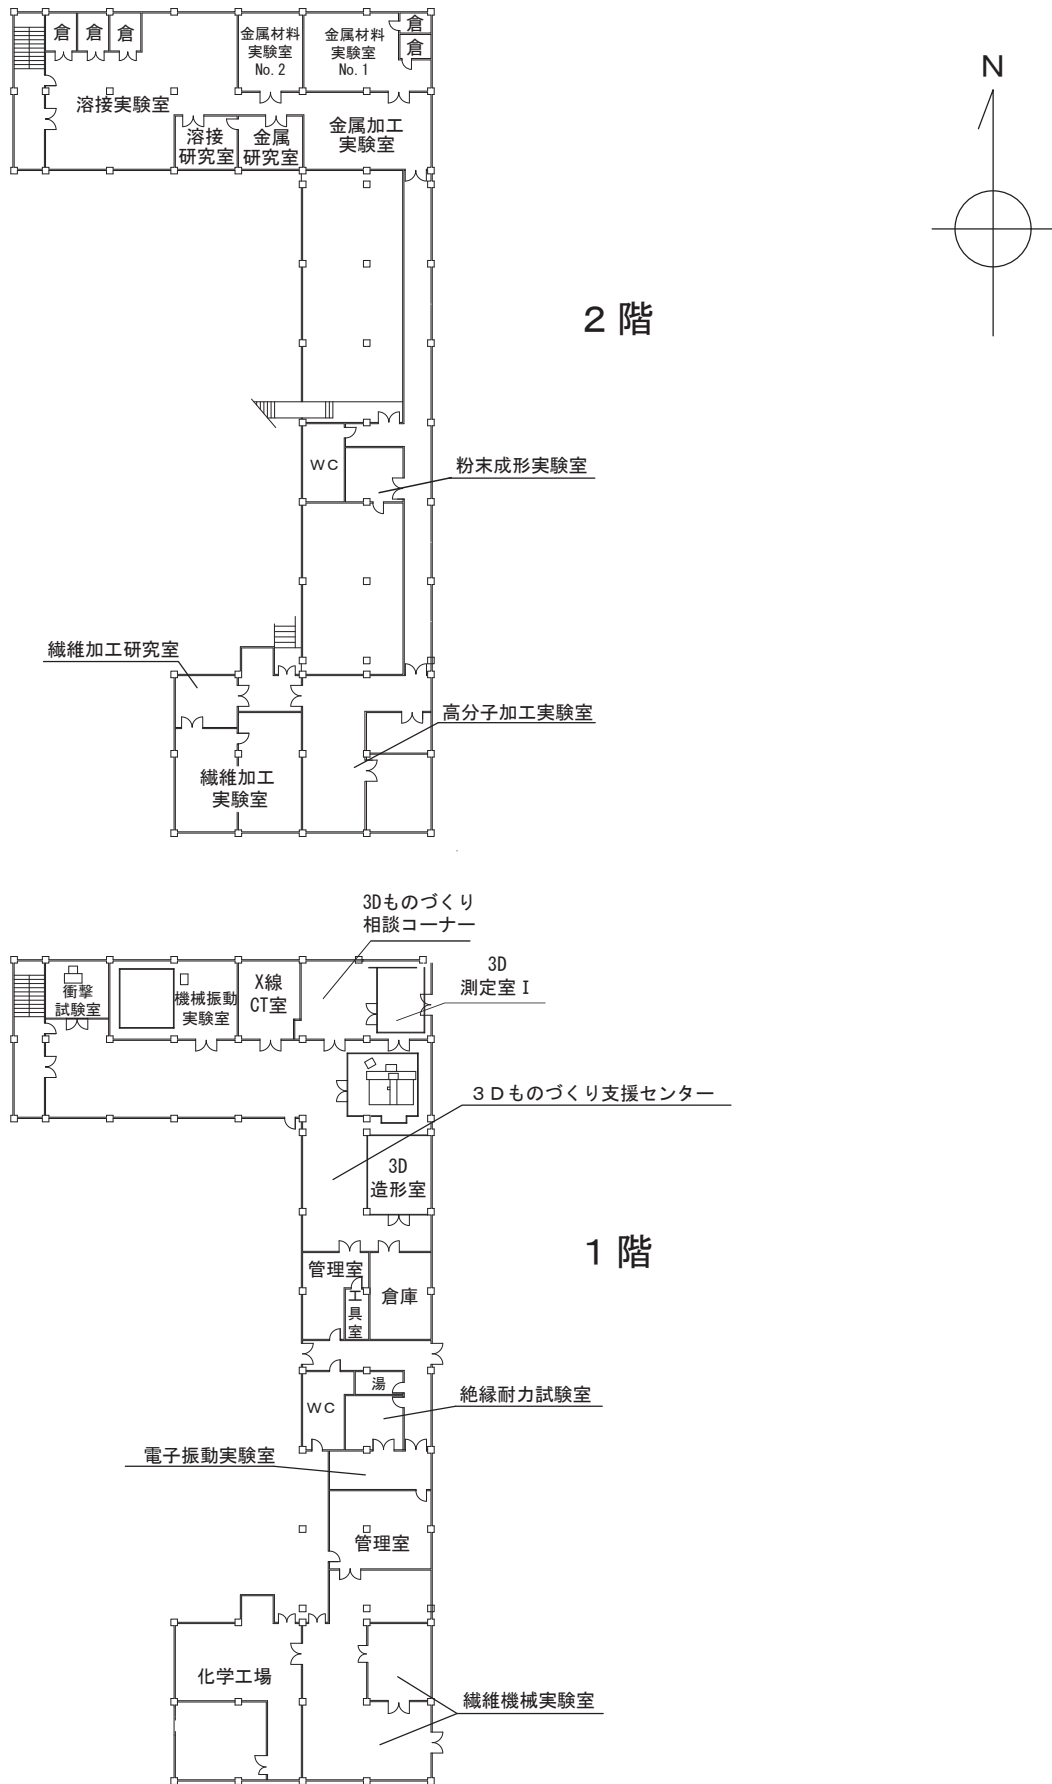 倉
倉
倉
金属材料
実験室
No.2
金属材料
実験室
No.1
倉
倉
N
溶接実験室
溶接
研究室
金属
研究室
金属加工
実験室
2階
WC
粉末成形実験室
繊維加工研究室
高分子加工実験室
繊維加工
実験室
3Dものづくり
相談コーナー
3D
測定室Ⅰ
衝撃
試験室
機械振動
実験室
X線
CT室
3Dものづくり支援センター
3D
造形室
1階
管理室
工
具
室
倉庫
湯
WC
絶縁耐力試験室
電子振動実験室
管理室
化学工場
繊維機械実験室